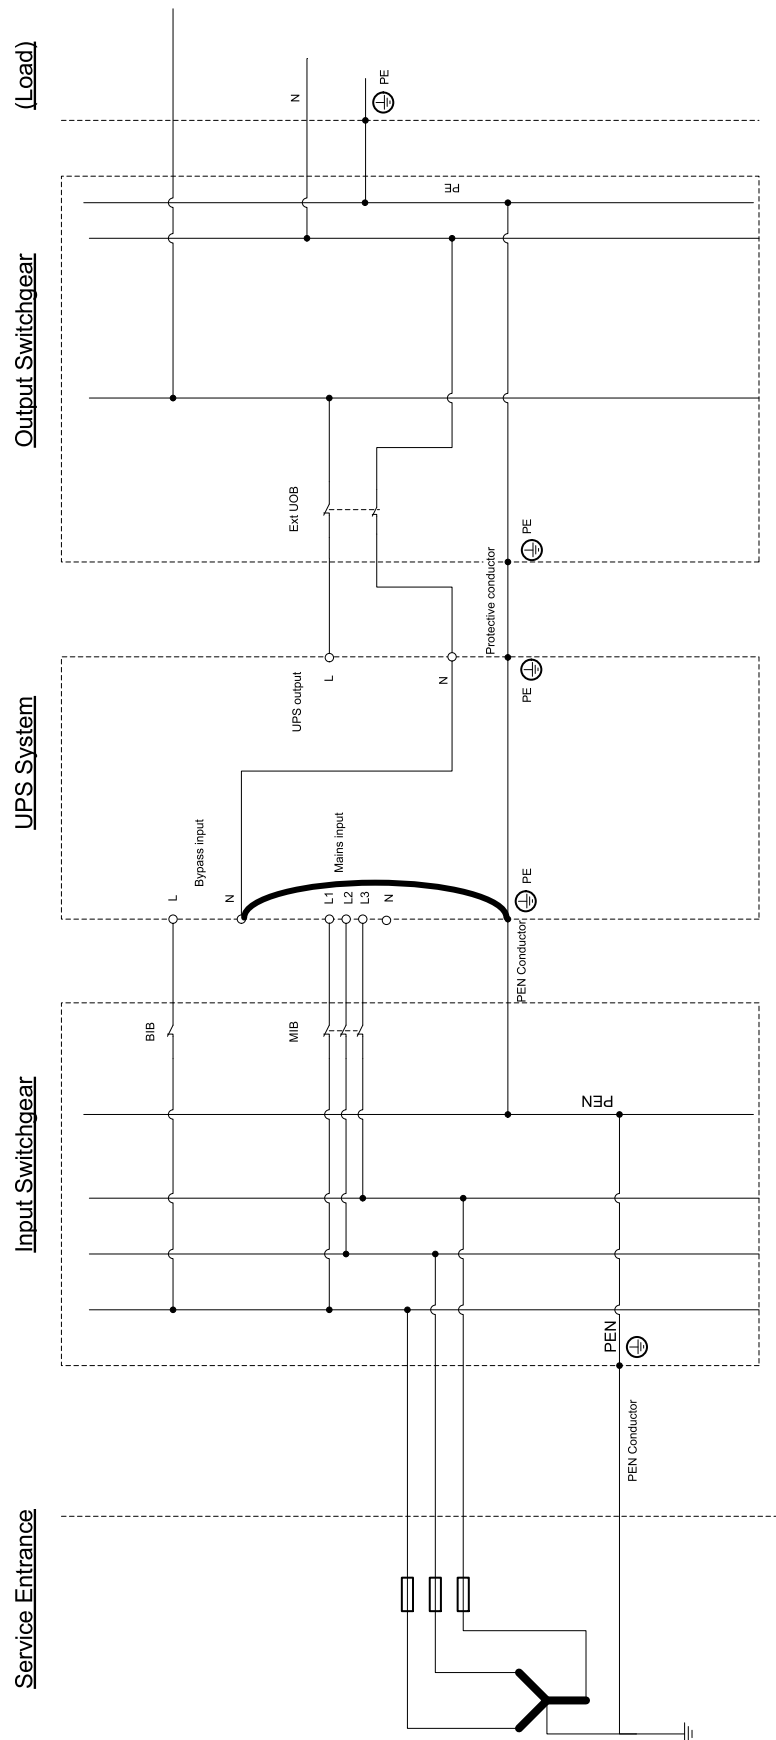 Service Entrance
Input Switchgear
UPS System
Output Switchgear
(Load)
PEN Conductor
PEN
PEN
BIB
MIB
PEN Conductor
L
N
L1
L2
L3
N
PE
Bypass input
Mains input
UPS output
L
N
PE
Protective conductor
Ext UOB
PE
PE
N
PE